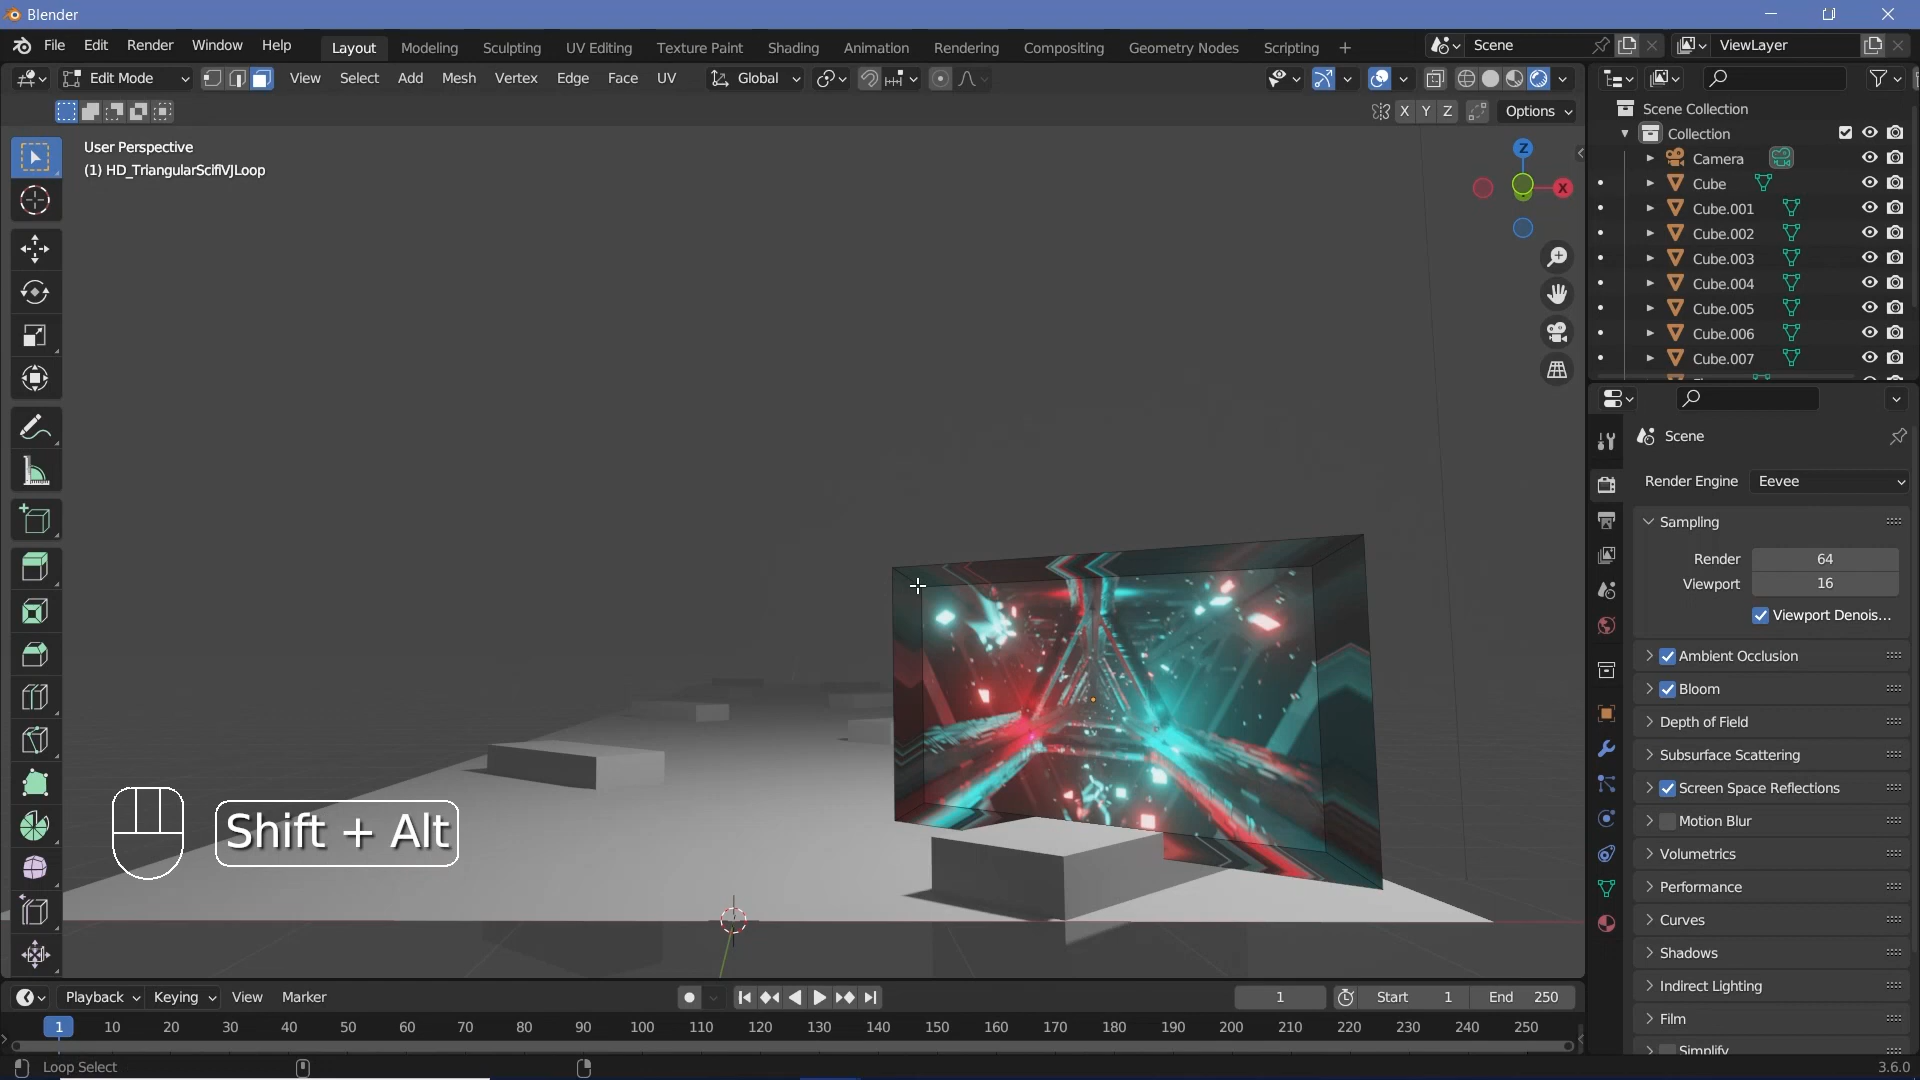 Blender
File Edit Render Window Help Layout Modeling Sculpting UV Editing Texture Paint Shading Animation Rendering Compositing Geometry Nodes Scripting + Scene ViewLayer
Edit Mode View Select Add Mesh Vertex Edge Face UV Global
X Y Z Options
User Perspective
(1) HD_TriangularScifiVJLoop
Z
X
Scene Collection
Collection
Camera
Cube
Cube.001
Cube.002
Cube.003
Cube.004
Cube.005
Cube.006
Cube.007
Scene
Render Engine Eevee
Sampling
Render 64
Viewport 16
Viewport Denois...
Ambient Occlusion
Bloom
Depth of Field
Subsurface Scattering
Screen Space Reflections
Motion Blur
Volumetrics
Performance
Curves
Shadows
Indirect Lighting
Film
Simplify
Shift + Alt
Playback Keying View Marker 1 Start 1 End 250
1 10 20 30 40 50 60 70 80 90 100 110 120 130 140 150 160 170 180 190 200 210 220 230 240 250
Loop Select 3.6.0